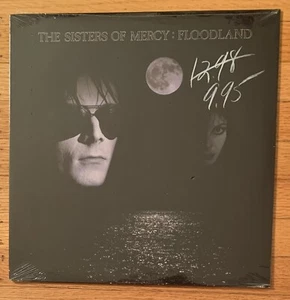 THE SISTERS OF MERCY : FLOODLAND
12.98
9.95